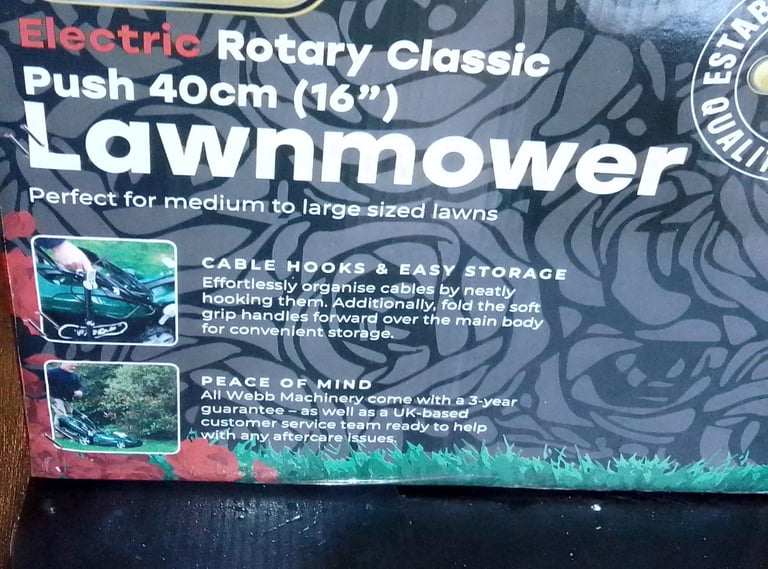 Electric Rotary Classic
Push 40cm (16”)
Lawnmower
Perfect for medium to large sized lawns
CABLE HOOKS & EASY STORAGE
Effortlessly organise cables by neatly
hooking them. Additionally, fold the soft
grip handles forward over the main body
for convenient storage.
PEACE OF MIND
All Webb Machinery come with a 3-year
guarantee – as well as a UK-based
customer service team ready to help
with any aftercare issues.